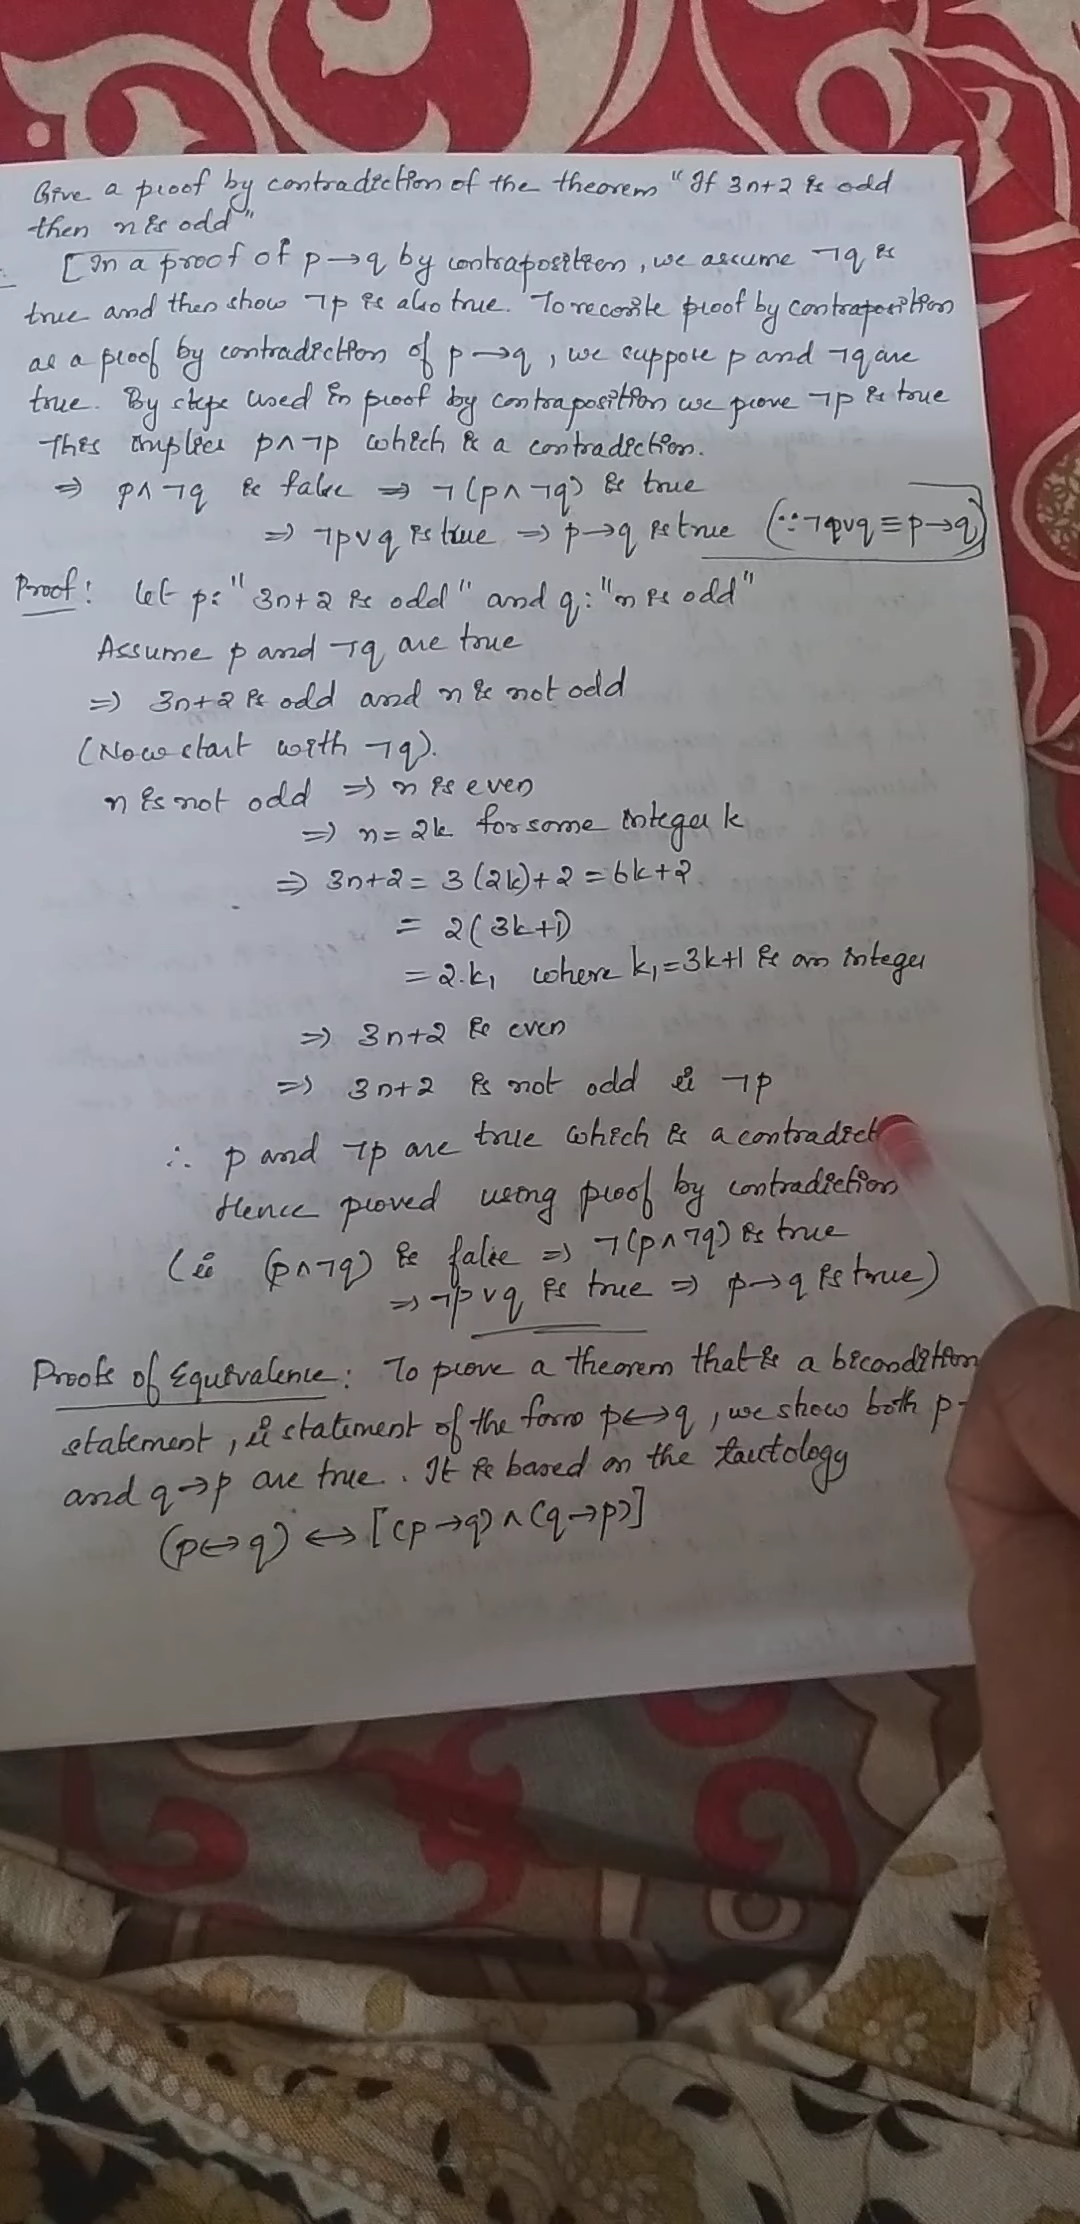 Give a proof by contradiction of the theorem "If 3n+2 is odd
then n is odd"
[In a proof of p→q by contraposition, we assume ¬q is
true and then show ¬p is also true. To rewrite proof by contraposition
as a proof by contradiction of p→q, we suppose p and ¬q are
true. By steps used in proof by contraposition we prove ¬p is true
This implies p∧¬p which is a contradiction.
⇒ p∧¬q is false ⇒ ¬(p∧¬q) is true
⇒ ¬p∨q is true ⇒ p→q is true (∵ ¬p∨q ≡ p→q)]
Proof: Let p: "3n+2 is odd" and q: "n is odd"
Assume p and ¬q are true
⇒ 3n+2 is odd and n is not odd
(Now start with ¬q).
n is not odd ⇒ n is even
⇒ n = 2k for some integer k
⇒ 3n+2 = 3(2k)+2 = 6k+2
= 2(3k+1)
= 2.k₁ where k₁=3k+1 is an integer
⇒ 3n+2 is even
⇒ 3n+2 is not odd ie ¬p
∴ p and ¬p are true which is a contradict
Hence proved using proof by contradiction
(ie (p∧¬q) is false ⇒ ¬(p∧¬q) is true
⇒ ¬p∨q is true ⇒ p→q is true)
Proofs of Equivalence: To prove a theorem that is a bicondition
statement, ie statement of the form p↔q, we show both p-
and q→p are true. It is based on the tautology
(p↔q) ↔ [(p→q)∧(q→p)]